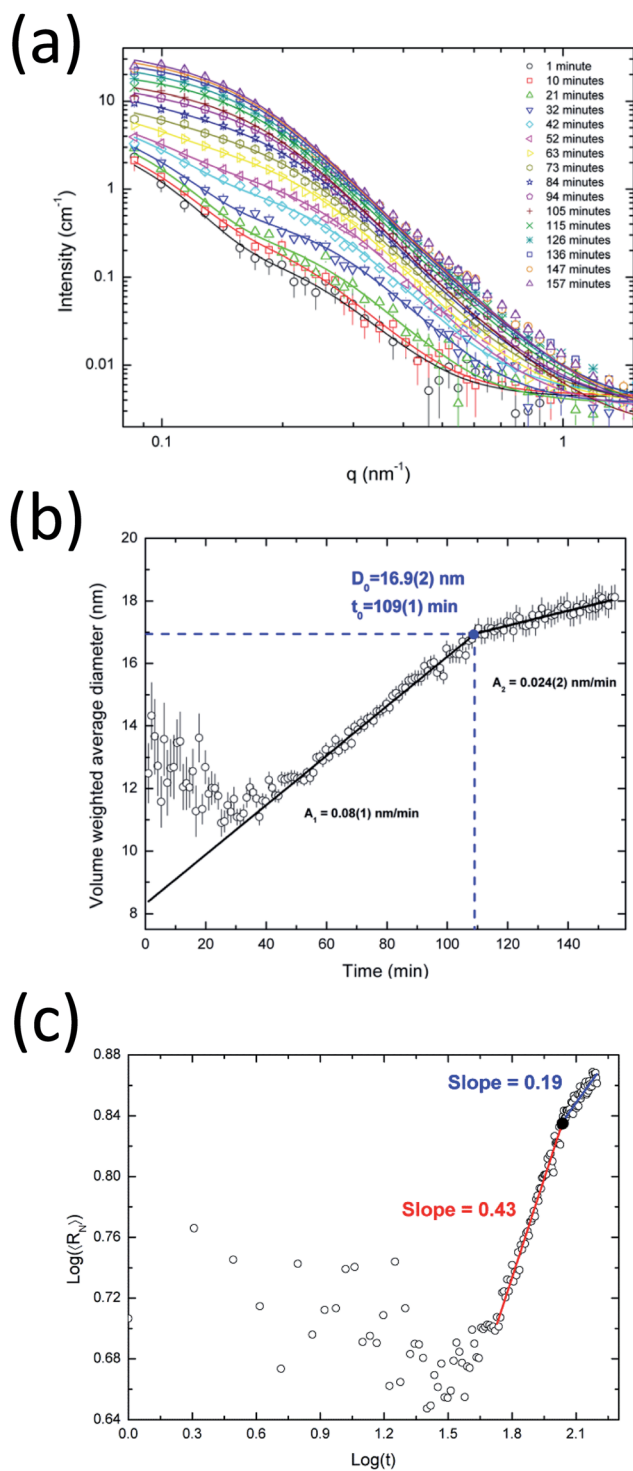 (a)
10
1
0.1
0.01
Intensity (cm⁻¹)
0.1
1
q (nm⁻¹)
1 minute
10 minutes
21 minutes
32 minutes
42 minutes
52 minutes
63 minutes
73 minutes
84 minutes
94 minutes
105 minutes
115 minutes
126 minutes
136 minutes
147 minutes
157 minutes
(b)
20
18
16
14
12
10
8
Volume weighted average diameter (nm)
D₀=16.9(2) nm
t₀=109(1) min
A₂ = 0.024(2) nm/min
A₁ = 0.08(1) nm/min
0 20 40 60 80 100 120 140
Time (min)
(c)
0.88
0.84
0.76
0.72
0.68
0.64
Log(⟨R_N⟩)
Slope = 0.19
Slope = 0.43
0.0 0.3 0.6 0.9 1.2 1.5 1.8 2.1
Log(t)